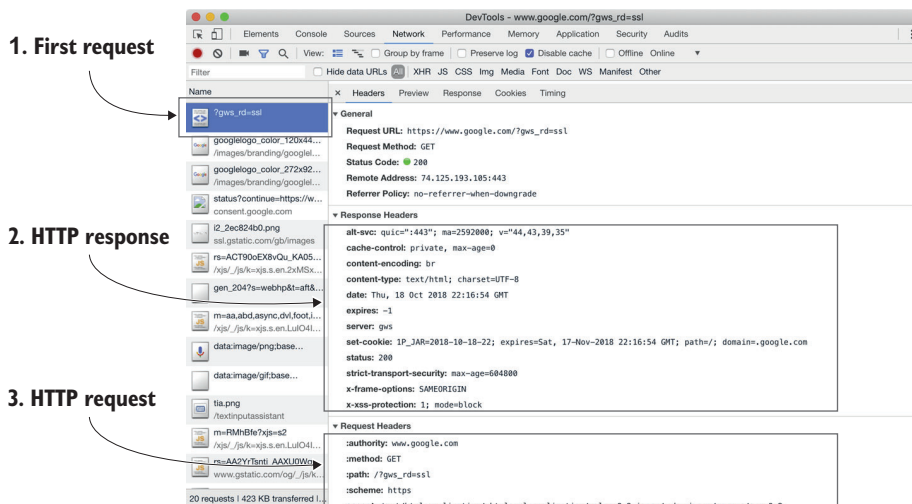 DevTools - www.google.com/?gws_rd=ssl
Elements Console Sources Network Performance Memory Application Security Audits
View: Group by frame Preserve log Disable cache Offline Online
Filter Hide data URLs All XHR JS CSS Img Media Font Doc WS Manifest Other
Name
× Headers Preview Response Cookies Timing
1. First request
?gws_rd=ssl
googlelogo_color_120x44...
/images/branding/googlel...
googlelogo_color_272x92...
/images/branding/googlel...
status?continue=https://w...
consent.google.com
2. HTTP response
i2_2ec824b0.png
ssl.gstatic.com/gb/images
rs=ACT90oEX8vQu_KA05...
/xjs/_/js/k=xjs.s.en.2xMSx...
gen_204?s=webhp&t=aft&...
m=aa,abd,async,dvl,foot,i...
/xjs/_/js/k=xjs.s.en.LuIO4I...
data:image/png;base...
data:image/gif;base...
3. HTTP request
tia.png
/textinputassistant
m=RMhBfe?xjs=s2
/xjs/_/js/k=xjs.s.en.LuIO4I...
rs=AA2YrTsnti_AAXU0Wq...
www.gstatic.com/og/_/js/k...
20 requests | 423 KB transferred |...
General
Request URL: https://www.google.com/?gws_rd=ssl
Request Method: GET
Status Code: 200
Remote Address: 74.125.193.105:443
Referrer Policy: no-referrer-when-downgrade
Response Headers
alt-svc: quic=":443"; ma=2592000; v="44,43,39,35"
cache-control: private, max-age=0
content-encoding: br
content-type: text/html; charset=UTF-8
date: Thu, 18 Oct 2018 22:16:54 GMT
expires: -1
server: gws
set-cookie: 1P_JAR=2018-10-18-22; expires=Sat, 17-Nov-2018 22:16:54 GMT; path=/; domain=.google.com
status: 200
strict-transport-security: max-age=604800
x-frame-options: SAMEORIGIN
x-xss-protection: 1; mode=block
Request Headers
:authority: www.google.com
:method: GET
:path: /?gws_rd=ssl
:scheme: https